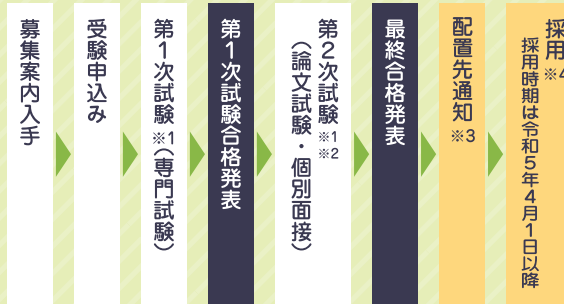 募集案内入手
受験申込み
第1次試験 ※1（専門試験）
第1次試験合格発表
第2次試験 ※1 ※2
（論文試験・個別面接）
最終合格発表
配置先通知 ※3
採用 ※4
採用時期は令和5年4月1日以降